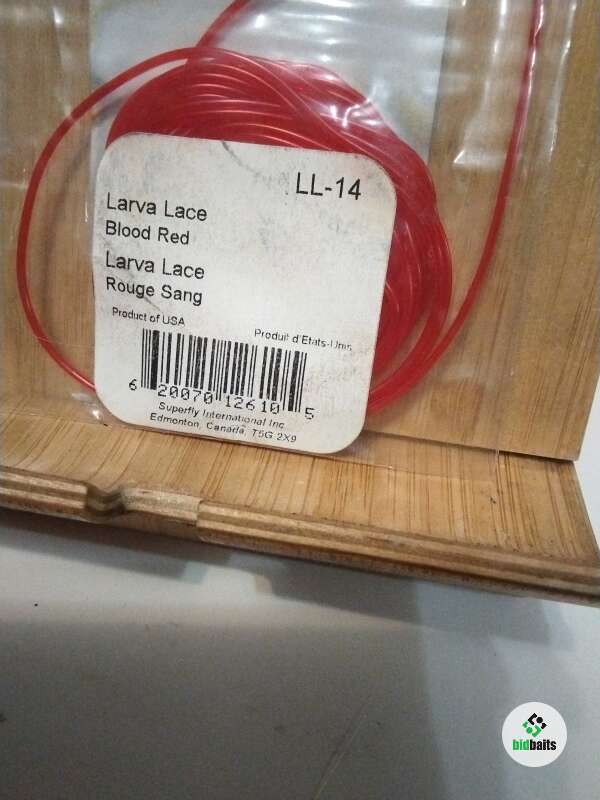 LL-14
Larva Lace
Blood Red
Larva Lace
Rouge Sang
Product of USA
Produit d'Etats-Unis
6 20070 12610 5
Superfly International Inc
Edmonton, Canada, T5G 2X9
bidbaits